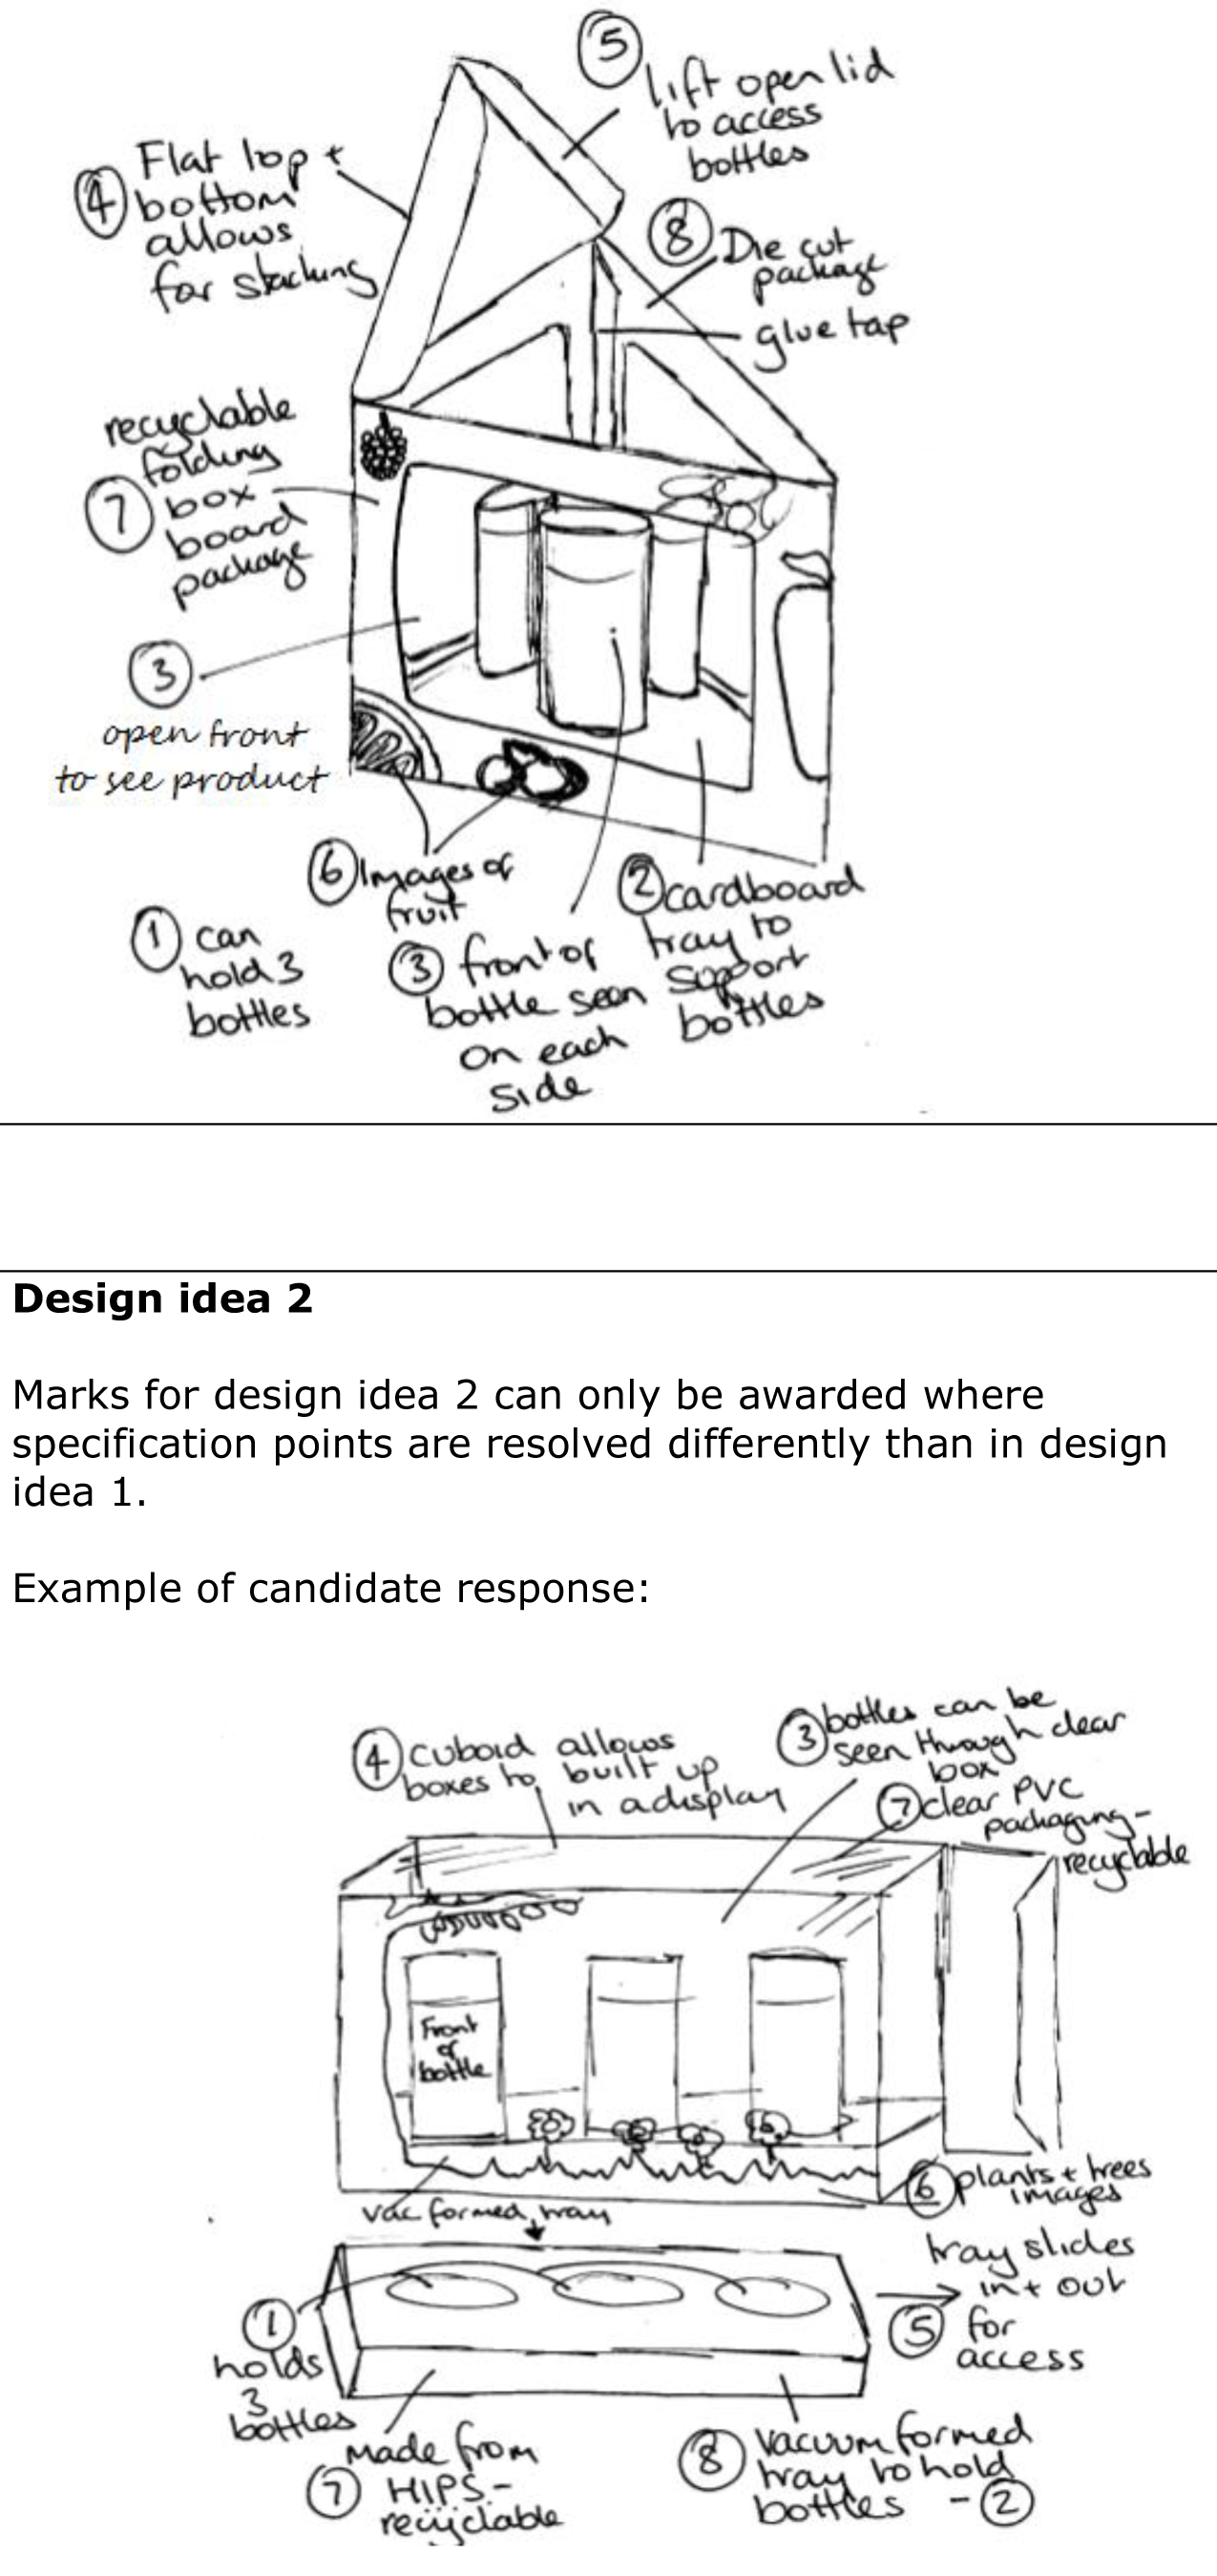 5
lift open lid
to access
bottles
4
Flat top +
bottom
allows
for stacking
8
Die cut
package
glue tap
recyclable
folding
7
box
board
package
3
open front
to see product
6 Images of
fruit
2 cardboard
tray to
support
bottles
1 can
hold 3
bottles
3 front of
bottle seen
on each
side
Design idea 2
Marks for design idea 2 can only be awarded where
specification points are resolved differently than in design
idea 1.
Example of candidate response:
3 bottles can be
seen through clear
box
4 cuboid allows
boxes to built up
in a display
7 clear PVC
packaging-
recyclable
Front
of
bottle
6 plants + trees
images
vac formed tray
tray slides
in + out
5 for
access
1
holds
3
bottles
made from
7 HIPS-
recyclable
8 vacuum formed
tray to hold
bottles - 2